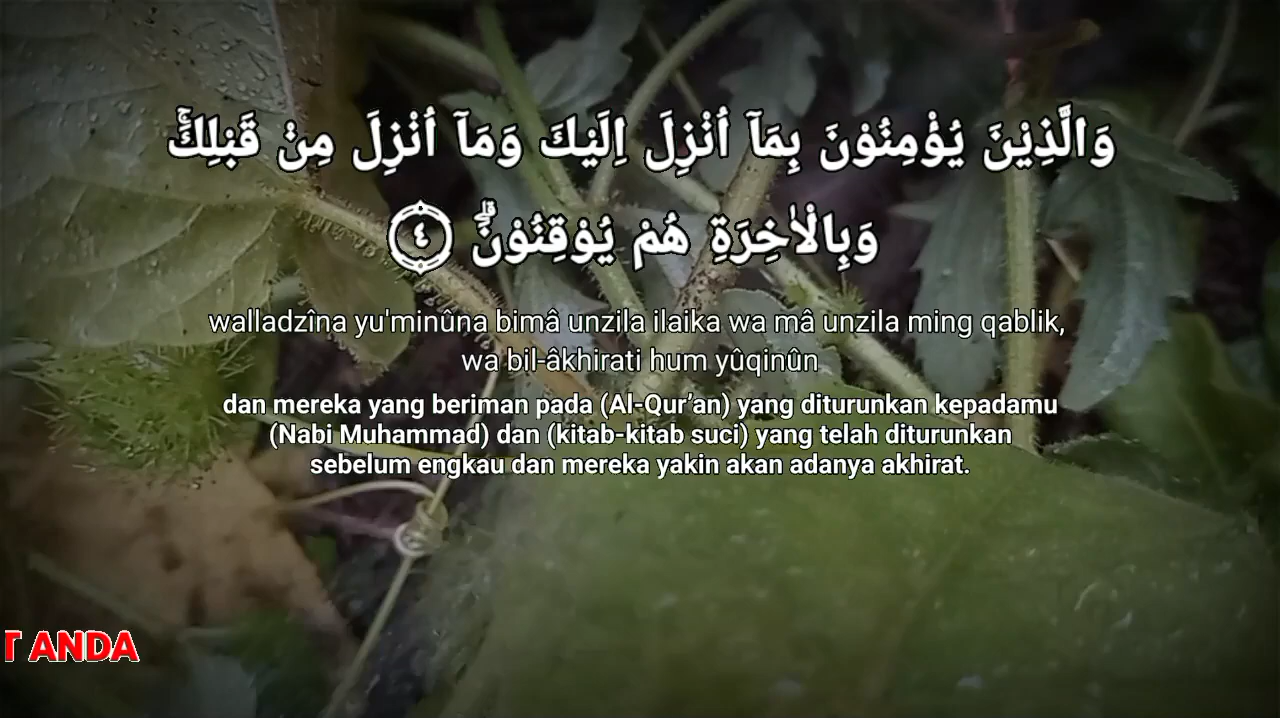 وَالَّذِيْنَ يُؤْمِنُوْنَ بِمَآ اُنْزِلَ اِلَيْكَ وَمَآ اُنْزِلَ مِنْ قَبْلِكَۚ
وَبِالْاٰخِرَةِ هُمْ يُوْقِنُوْنَۗ ٤
walladzîna yu'minûna bimâ unzila ilaika wa mâ unzila ming qablik,
wa bil-âkhirati hum yûqinûn
dan mereka yang beriman pada (Al-Qur’an) yang diturunkan kepadamu
(Nabi Muhammad) dan (kitab-kitab suci) yang telah diturunkan
sebelum engkau dan mereka yakin akan adanya akhirat.
T ANDA